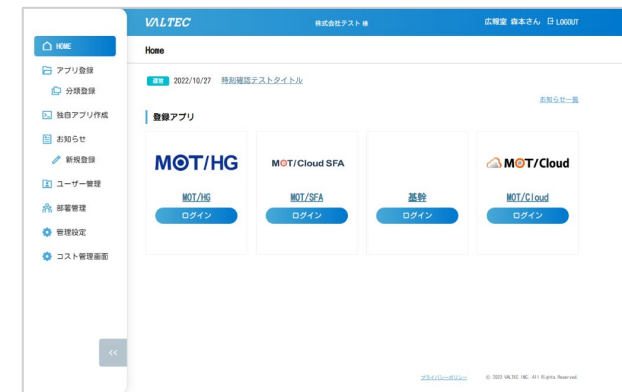 VALTEC
株式会社テスト 様
広報室 森本さん LOGOUT
HOME
アプリ登録
分類登録
独自アプリ作成
お知らせ
新規登録
ユーザー管理
部署管理
管理設定
コスト管理画面
<<
Home
2022/10/27 時刻確認テストタイトル
お知らせ一覧
登録アプリ
MOT/HG
MOT/HG
ログイン
MOT/Cloud SFA
MOT/SFA
ログイン
基幹
ログイン
MOT/Cloud
MOT/Cloud
ログイン
プライバシーポリシー
© 2022 VALTEC INC. All Rights Reserved.